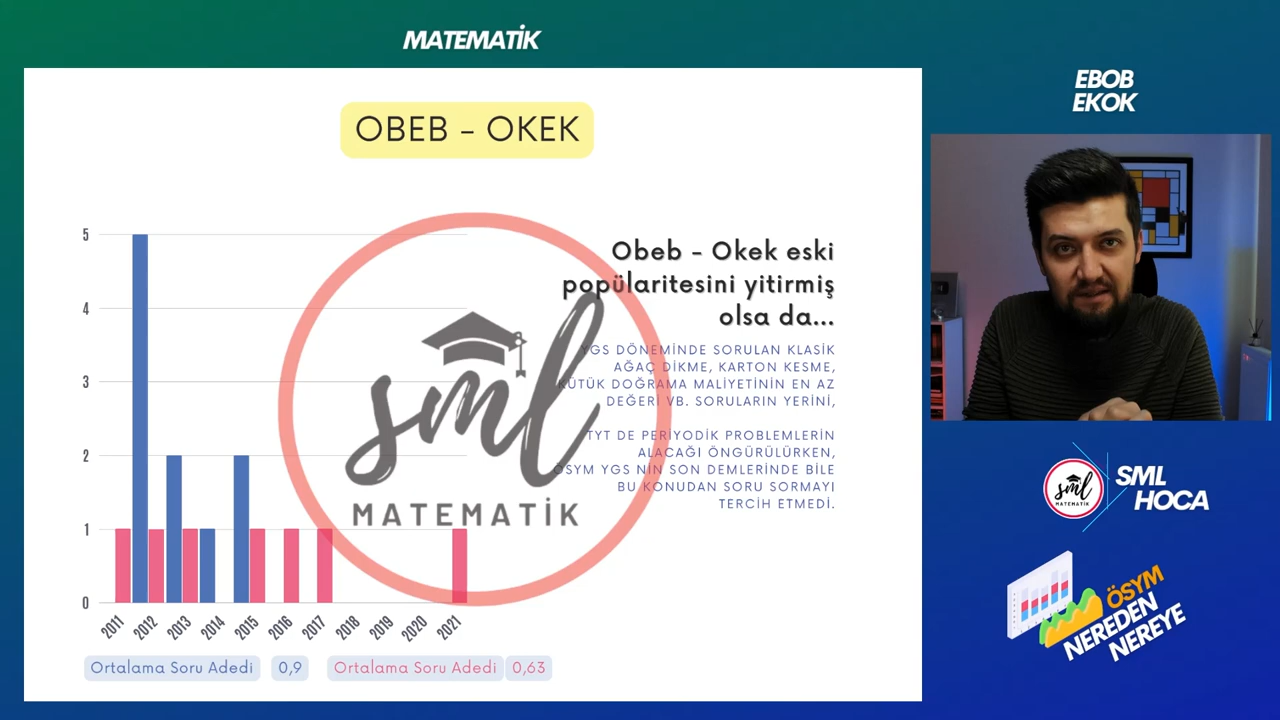 MATEMATİK
EBOB
EKOK
OBEB - OKEK
5
4
3
2
1
0
2011
2012
2013
2014
2015
2016
2017
2018
2019
2020
2021
Ortalama Soru Adedi 0,9 Ortalama Soru Adedi 0,63
Obeb - Okek eski
popülaritesini yitirmiş
olsa da...
YGS DÖNEMİNDE SORULAN KLASİK
AĞAÇ DİKME, KARTON KESME,
KÜTÜK DOĞRAMA MALİYETİNİN EN AZ
DEĞERİ VB. SORULARIN YERİNİ,
TYT DE PERİYODİK PROBLEMLERİN
ALACAĞI ÖNGÜRÜLÜRKEN,
ÖSYM YGS NİN SON DEMLERİNDE BİLE
BU KONUDAN SORU SORMAYI
TERCİH ETMEDİ.
sml
MATEMATİK
sml
MATEMATİK
SML
HOCA
ÖSYM
NEREDEN
NEREYE